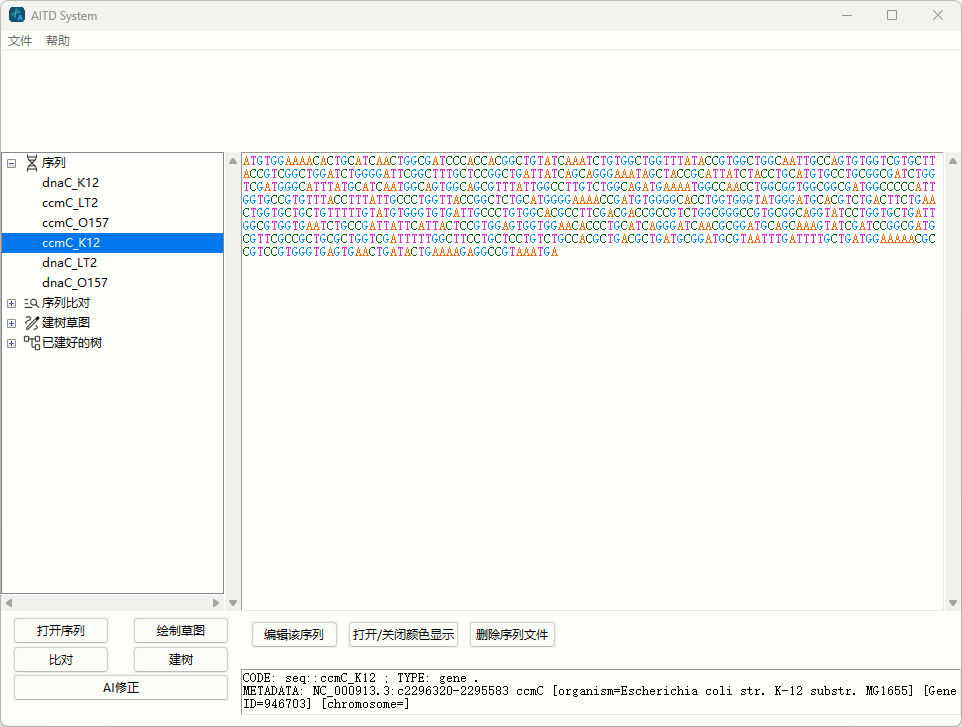 AITD System
文件 帮助
序列
dnaC_K12
ccmC_LT2
ccmC_O157
ccmC_K12
dnaC_LT2
dnaC_O157
序列比对
建树草图
已建好的树
ATGTGGAAAACACTGCATCAACTGGCGATCCCACCACGGCTGTATCAAATCTGTGGCTGGTTTATACCGTGGCTGGCAATTGCCAGTGTGGTCGTGCTT
ACCGTCGGCTGGATCTGGGGATTCGGCTTTGCTCCGGCTGATTATCAGCAGGGAAATAGCTACCGCATTATCTACCTGCATGTGCCTGCGGCGATCTGG
TCGATGGGCATTTATGCATCAATGGCAGTGGCAGCGTTTATTGGCCTTGTCTGGCAGATGAAAATGGCCAACCTGGCGGTGGCGGCGATGGCCCCCATT
GGTGCCGTGTTTACCTTTATTGCCCTGGTTACCGGCTCTGCATGGGGAAAACCGATGTGGGGCACCTGGTGGGTATGGGATGCACGTCTGACTTCTGAA
CTGGTGCTGCTGTTTTTGTATGTGGGTGTGATTGCCCTGTGGCACGCCTTCGACGACCGCCGTCTGGCGGGCCGTGCGGCAGGTATCCTGGTGCTGATT
GGCGTGGTGAATCTGCCGATTATTCATTACTCCGTGGAGTGGTGGAACACCCTGCATCAGGGATCAACGCGGATGCAGCAAAGTATCGATCCGGCGATG
CGTTCGCCGCTGCGCTGGTCGATTTTTGGCTTCCTGCTCCTGTCTGCCACGCTGACGCTGATGCGGATGCGTAATTTGATTTTGCTGATGGAAAAACGC
CGTCCGTGGGTGAGTGAACTGATACTGAAAAGAGGCCGTAAATGA
打开序列 绘制草图
比对 建树
AI修正
编辑该序列 打开/关闭颜色显示 删除序列文件
CODE: seq::ccmC_K12 ; TYPE: gene .
METADATA: NC_000913.3:c2296320-2295583 ccmC [organism=Escherichia coli str. K-12 substr. MG1655] [Gene
ID=946703] [chromosome=]